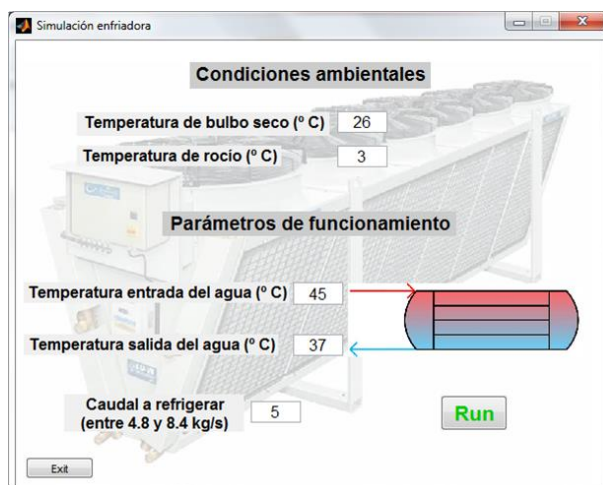 Simulación enfriadora
Condiciones ambientales
Temperatura de bulbo seco (º C) 26
Temperatura de rocío (º C) 3
Parámetros de funcionamiento
Temperatura entrada del agua (º C) 45
Temperatura salida del agua (º C) 37
Caudal a refrigerar
(entre 4.8 y 8.4 kg/s) 5
Run
Exit